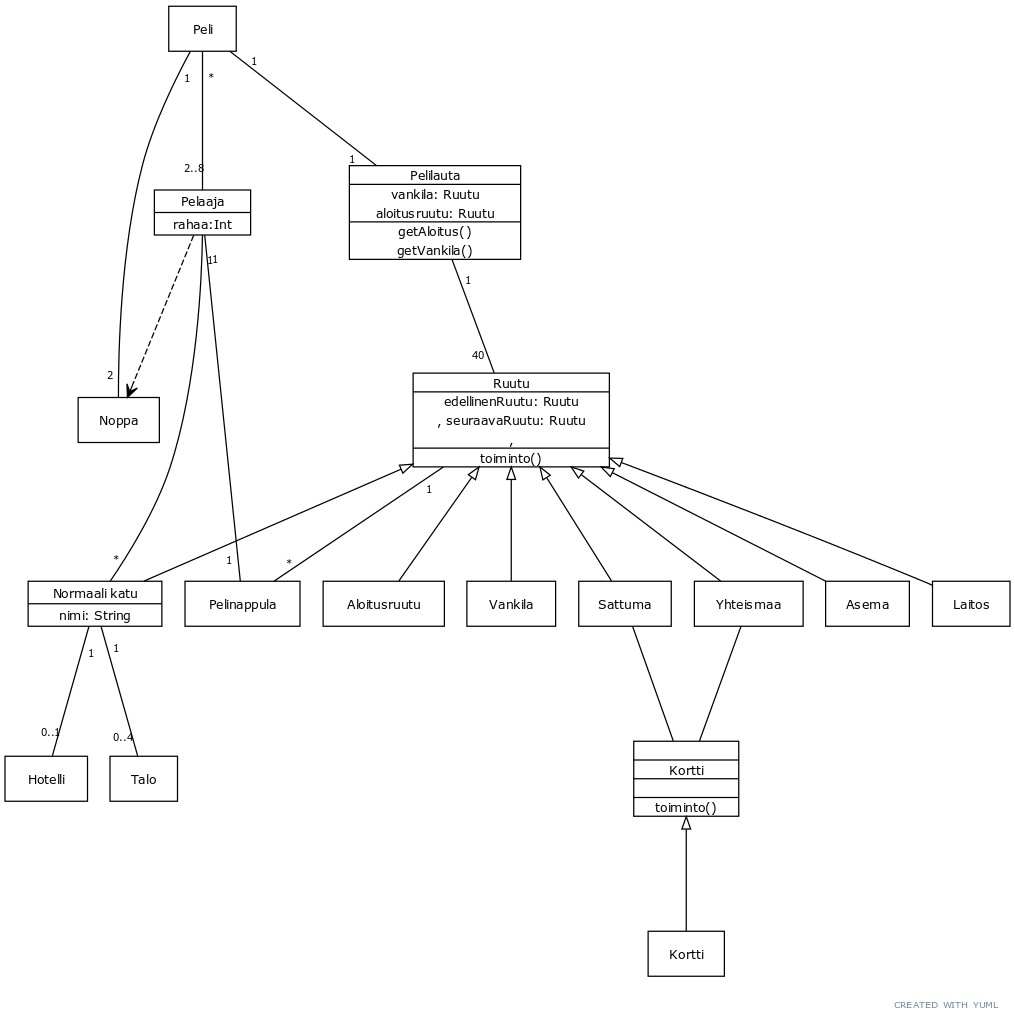 Peli
1
1
*
1
2..8
Pelilauta
vankila: Ruutu
aloitusruutu: Ruutu
getAloitus()
getVankila()
Pelaaja
rahaa:Int
1
1
1
2
40
Noppa
Ruutu
edellinenRuutu: Ruutu
, seuraavaRuutu: Ruutu
,
toiminto()
1
*
1
*
Normaali katu
nimi: String
Pelinappula
Aloitusruutu
Vankila
Sattuma
Yhteismaa
Asema
Laitos
1
1
0..1
0..4
Hotelli
Talo
Kortti
toiminto()
Kortti
CREATED WITH YUML